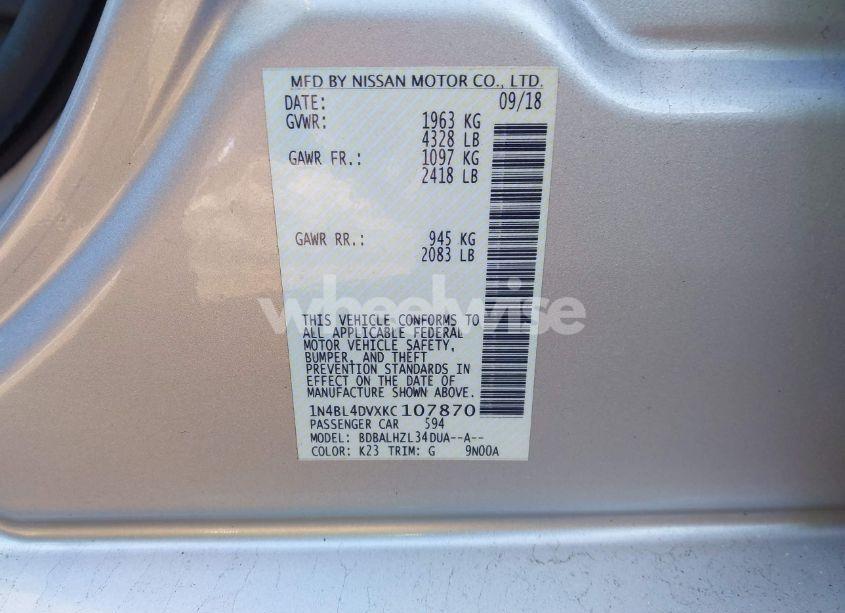 MFD BY NISSAN MOTOR CO., LTD.
DATE: 09/18
GVWR: 1963 KG
4328 LB
GAWR FR.: 1097 KG
2418 LB
GAWR RR.: 945 KG
2083 LB
wheelwise
THIS VEHICLE CONFORMS TO
ALL APPLICABLE FEDERAL
MOTOR VEHICLE SAFETY,
BUMPER, AND THEFT
PREVENTION STANDARDS IN
EFFECT ON THE DATE OF
MANUFACTURE SHOWN ABOVE.
1N4BL4DVXKC107870
PASSENGER CAR 594
MODEL: BDBALHZL34DUA--A--
COLOR: K23 TRIM: G 9N00A